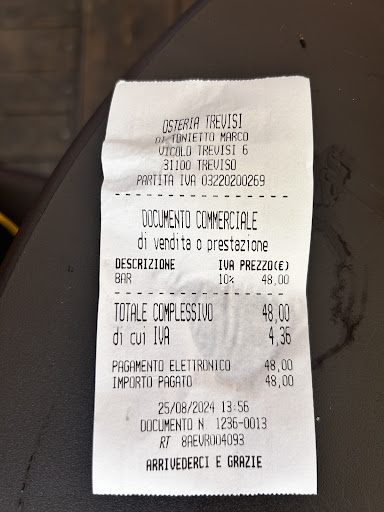 OSTERIA TREVISI
DI TONIETTO MARCO
VICOLO TREVISI 6
31100 TREVISO
PARTITA IVA 03220200269
DOCUMENTO COMMERCIALE
di vendita o prestazione
DESCRIZIONE IVA PREZZO(€)
BAR 10% 48,00
TOTALE COMPLESSIVO 48,00
di cui IVA 4,36
PAGAMENTO ELETTRONICO 48,00
IMPORTO PAGATO 48,00
25/08/2024 13:56
DOCUMENTO N 1236-0013
RT 8AEVR004093
ARRIVEDERCI E GRAZIE